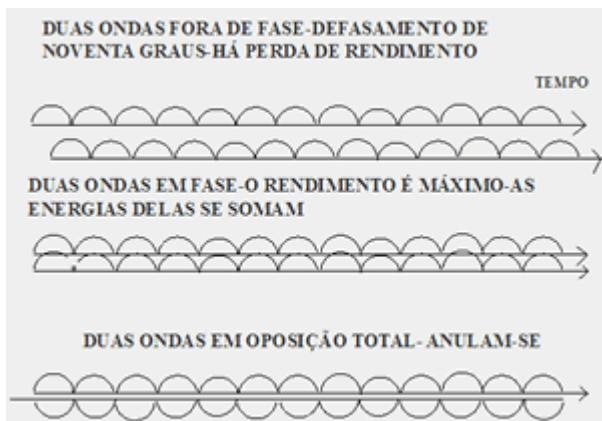 DUAS ONDAS FORA DE FASE-DEFASAMENTO DE
NOVENTA GRAUS-HÁ PERDA DE RENDIMENTO
TEMPO
DUAS ONDAS EM FASE-O RENDIMENTO É MÁXIMO-AS
ENERGIAS DELAS SE SOMAM
DUAS ONDAS EM OPOSIÇÃO TOTAL- ANULAM-SE